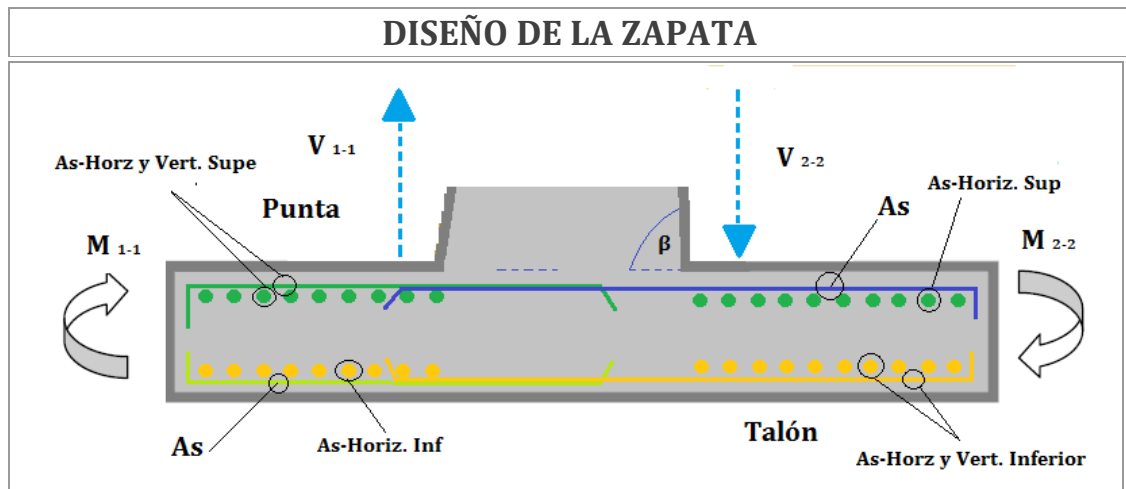 DISEÑO DE LA ZAPATA
V 1-1
V 2-2
As-Horz y Vert. Supe
As-Horiz. Sup
Punta
As
M 1-1
β
M 2-2
Talón
As
As-Horiz. Inf
As-Horz y Vert. Inferior